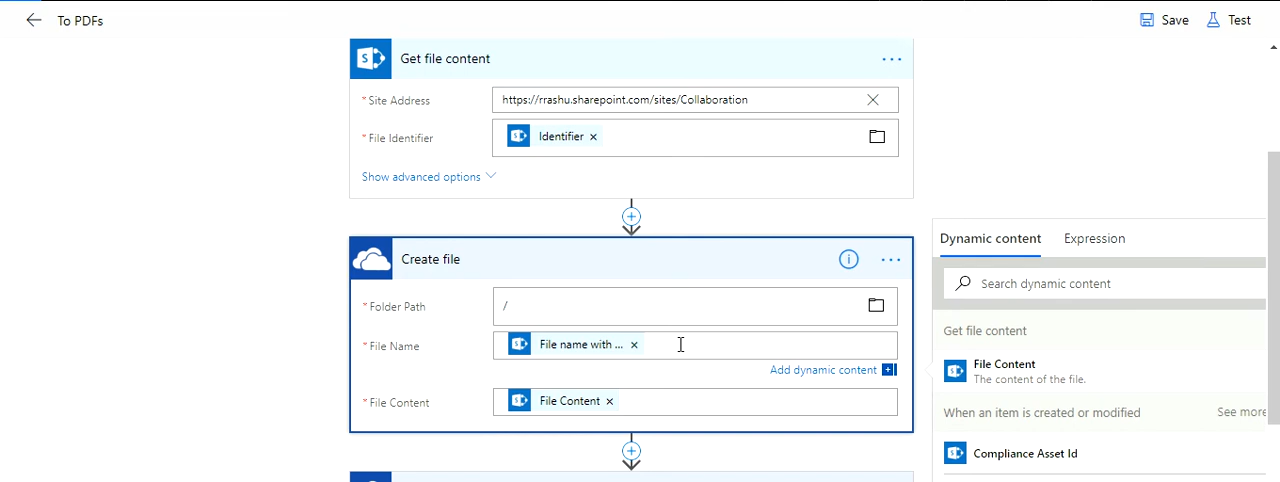 To PDFs
Save
Test
Get file content
* Site Address
https://rrashu.sharepoint.com/sites/Collaboration
* File Identifier
Identifier
Show advanced options
Create file
* Folder Path
/
* File Name
File name with ...
Add dynamic content
* File Content
File Content
Dynamic content
Expression
Search dynamic content
Get file content
File Content
The content of the file.
When an item is created or modified
See more
Compliance Asset Id